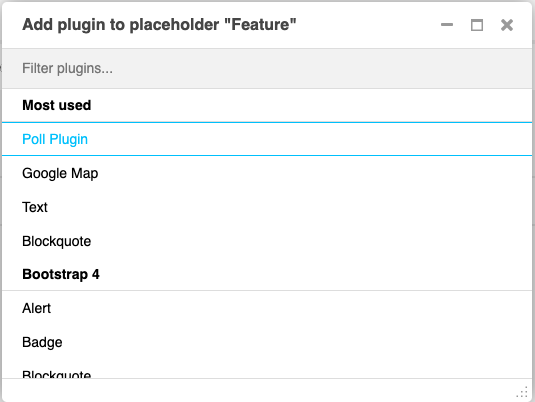 Add plugin to placeholder "Feature"
Filter plugins...
Most used
Poll Plugin
Google Map
Text
Blockquote
Bootstrap 4
Alert
Badge
Blockquote